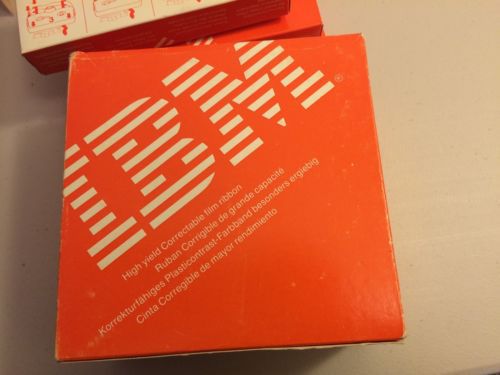 IBM®
High yield Correctable film ribbon
Ruban Corrigible de grande capacité
Korrekturfähiges Plasticontrast-Farbband besonders ergiebig
Cinta Corregible de mayor rendimiento